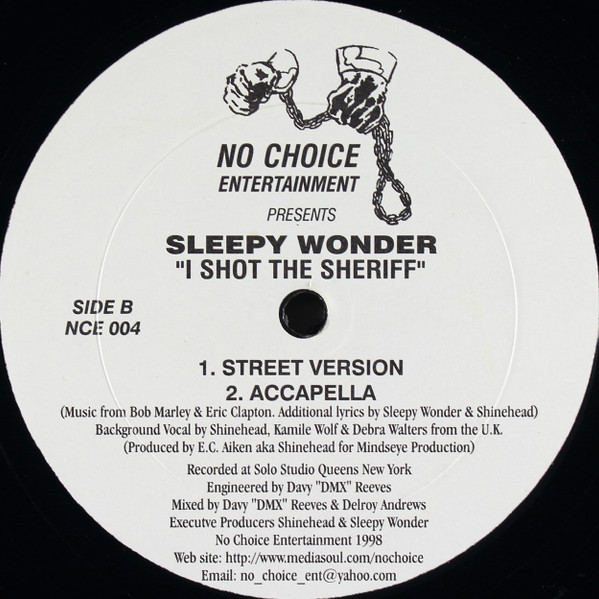 NO CHOICE
ENTERTAINMENT
PRESENTS
SLEEPY WONDER
"I SHOT THE SHERIFF"
SIDE B
NCE 004
1. STREET VERSION
2. ACCAPELLA
(Music from Bob Marley & Eric Clapton. Additional lyrics by Sleepy Wonder & Shinehead)
Background Vocal by Shinehead, Kamile Wolf & Debra Walters from the U.K.
(Produced by E.C. Aiken aka Shinehead for Mindseye Production)
Recorded at Solo Studio Queens New York
Engineered by Davy "DMX" Reeves
Mixed by Davy "DMX" Reeves & Delroy Andrews
Executve Producers Shinehead & Sleepy Wonder
No Choice Entertainment 1998
Web site: http://www.mediasoul.com/nochoice
Email: no_choice_ent@yahoo.com